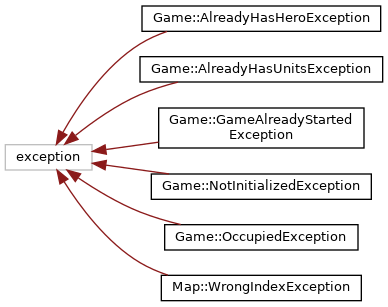 Game::AlreadyHasHeroException
Game::AlreadyHasUnitsException
Game::GameAlreadyStarted
Exception
exception
Game::NotInitializedException
Game::OccupiedException
Map::WrongIndexException